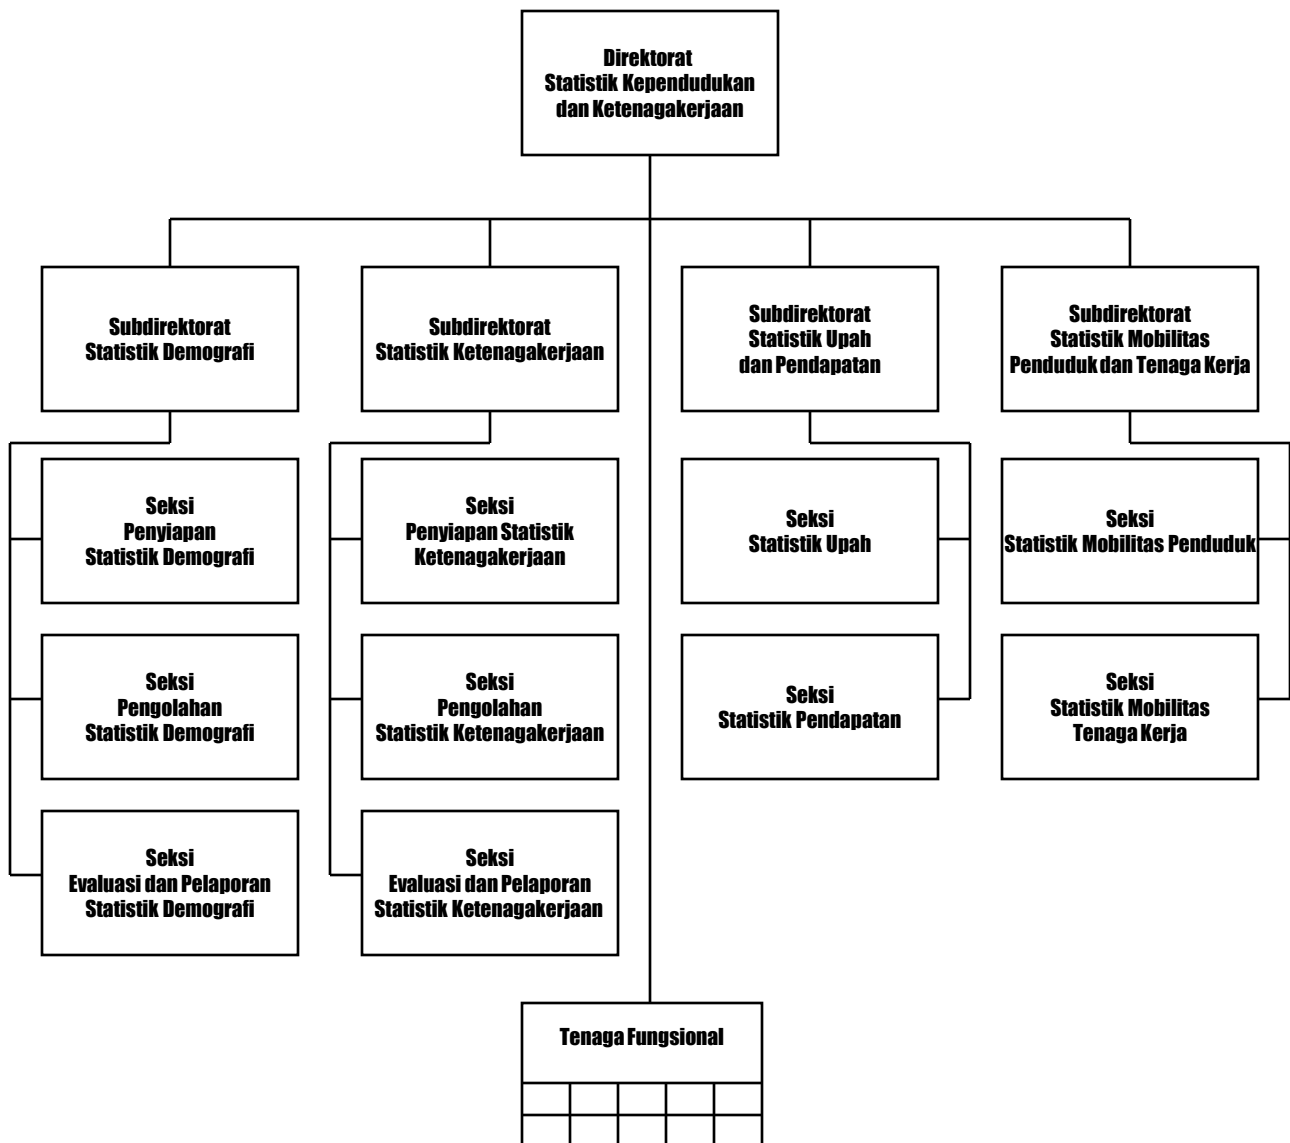 Direktorat
Statistik Kependudukan
dan Ketenagakerjaan
Subdirektorat
Statistik Demografi
Subdirektorat
Statistik Ketenagakerjaan
Subdirektorat
Statistik Upah
dan Pendapatan
Subdirektorat
Statistik Mobilitas
Penduduk dan Tenaga Kerja
Seksi
Penyiapan
Statistik Demografi
Seksi
Penyiapan Statistik
Ketenagakerjaan
Seksi
Statistik Upah
Seksi
Statistik Mobilitas Penduduk
Seksi
Pengolahan
Statistik Demografi
Seksi
Pengolahan
Statistik Ketenagakerjaan
Seksi
Statistik Pendapatan
Seksi
Statistik Mobilitas
Tenaga Kerja
Seksi
Evaluasi dan Pelaporan
Statistik Demografi
Seksi
Evaluasi dan Pelaporan
Statistik Ketenagakerjaan
Tenaga Fungsional